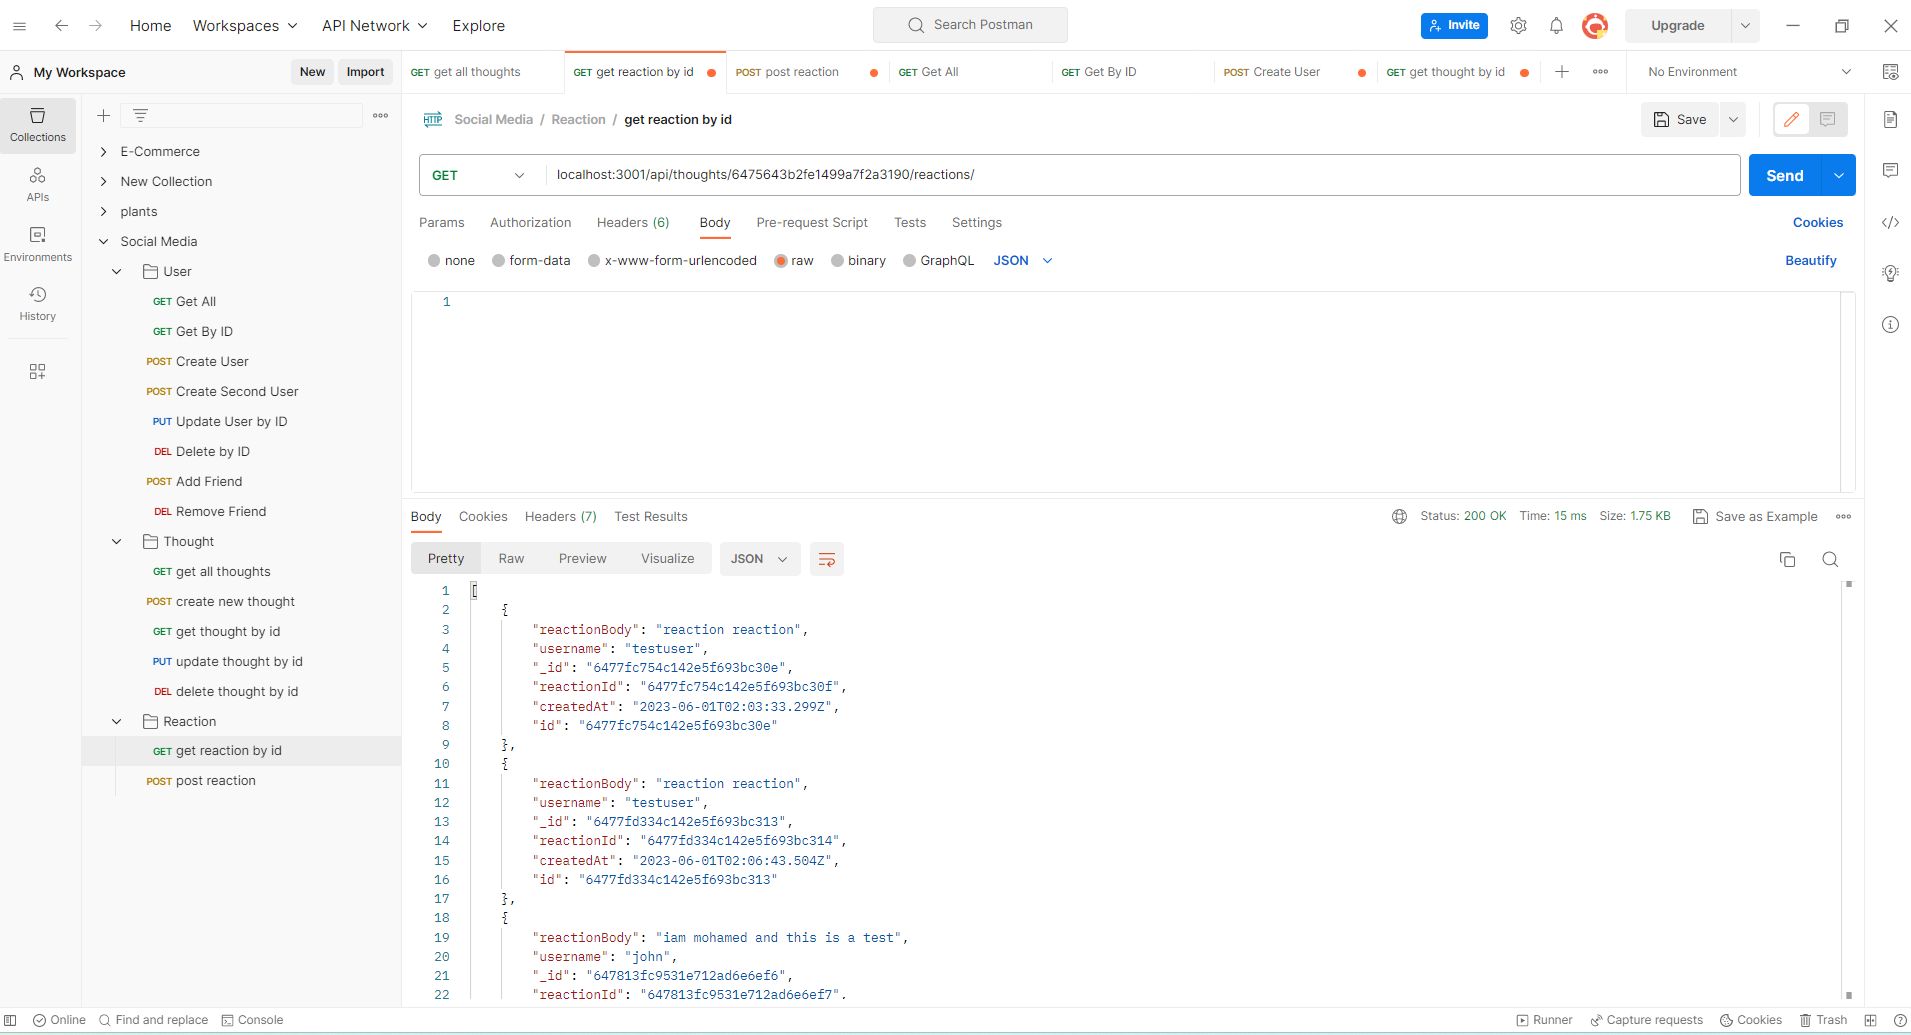 Home Workspaces API Network Explore Search Postman Invite Upgrade
My Workspace New Import GET get all thoughts GET get reaction by id POST post reaction GET Get All GET Get By ID POST Create User GET get thought by id No Environment
Collections
APIs
Environments
History
E-Commerce
New Collection
plants
Social Media
User
GET Get All
GET Get By ID
POST Create User
POST Create Second User
PUT Update User by ID
DEL Delete by ID
POST Add Friend
DEL Remove Friend
Thought
GET get all thoughts
POST create new thought
GET get thought by id
PUT update thought by id
DEL delete thought by id
Reaction
GET get reaction by id
POST post reaction
HTTP Social Media / Reaction / get reaction by id Save
GET localhost:3001/api/thoughts/6475643b2fe1499a7f2a3190/reactions/ Send
Params Authorization Headers (6) Body Pre-request Script Tests Settings Cookies
none form-data x-www-form-urlencoded raw binary GraphQL JSON Beautify
1
Body Cookies Headers (7) Test Results Status: 200 OK Time: 15 ms Size: 1.75 KB Save as Example
Pretty Raw Preview Visualize JSON
1 [
2 {
3 "reactionBody": "reaction reaction",
4 "username": "testuser",
5 "_id": "6477fc754c142e5f693bc30e",
6 "reactionId": "6477fc754c142e5f693bc30f",
7 "createdAt": "2023-06-01T02:03:33.299Z",
8 "id": "6477fc754c142e5f693bc30e"
9 },
10 {
11 "reactionBody": "reaction reaction",
12 "username": "testuser",
13 "_id": "6477fd334c142e5f693bc313",
14 "reactionId": "6477fd334c142e5f693bc314",
15 "createdAt": "2023-06-01T02:06:43.504Z",
16 "id": "6477fd334c142e5f693bc313"
17 },
18 {
19 "reactionBody": "iam mohamed and this is a test",
20 "username": "john",
21 "_id": "647813fc9531e712ad6e6ef6",
22 "reactionId": "647813fc9531e712ad6e6ef7",
Online Find and replace Console Runner Capture requests Cookies Trash